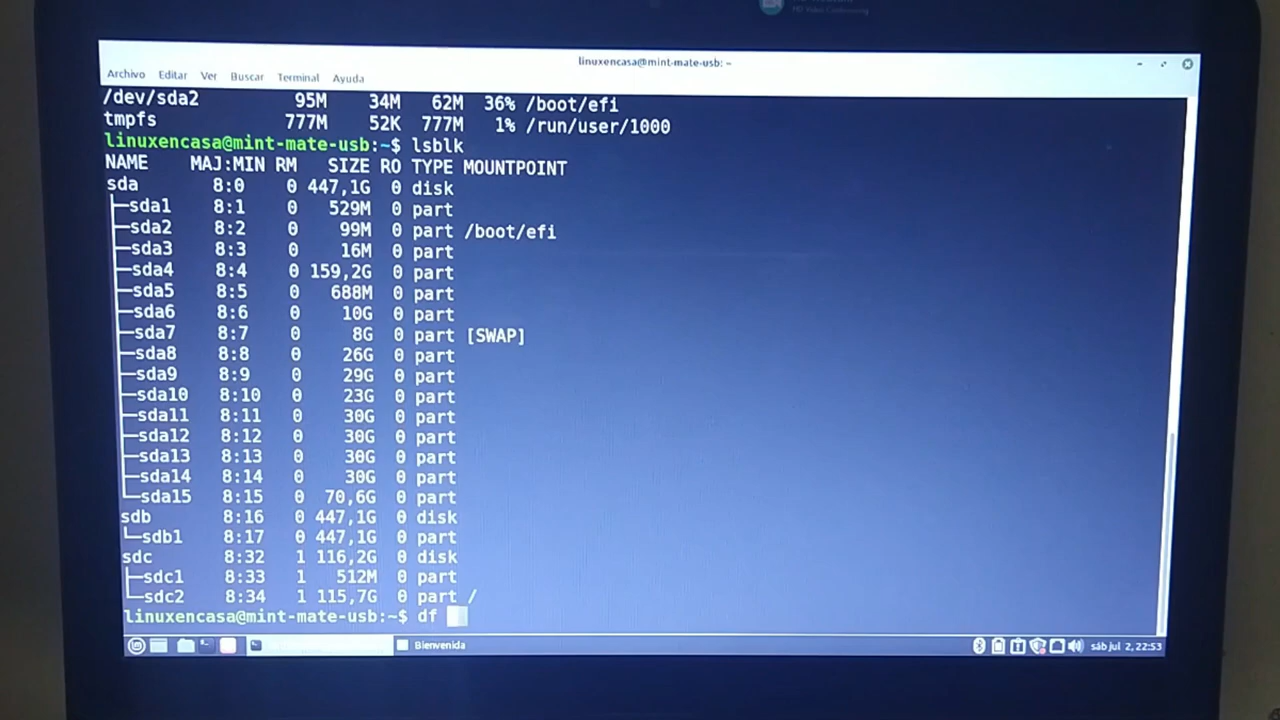 HD Video Conferencing
linuxencasa@mint-mate-usb: ~
Archivo Editar Ver Buscar Terminal Ayuda
/dev/sda2 95M 34M 62M 36% /boot/efi
tmpfs 777M 52K 777M 1% /run/user/1000
linuxencasa@mint-mate-usb:~$ lsblk
NAME MAJ:MIN RM SIZE RO TYPE MOUNTPOINT
sda 8:0 0 447,1G 0 disk
├─sda1 8:1 0 529M 0 part
├─sda2 8:2 0 99M 0 part /boot/efi
├─sda3 8:3 0 16M 0 part
├─sda4 8:4 0 159,2G 0 part
├─sda5 8:5 0 688M 0 part
├─sda6 8:6 0 10G 0 part
├─sda7 8:7 0 8G 0 part [SWAP]
├─sda8 8:8 0 26G 0 part
├─sda9 8:9 0 29G 0 part
├─sda10 8:10 0 23G 0 part
├─sda11 8:11 0 30G 0 part
├─sda12 8:12 0 30G 0 part
├─sda13 8:13 0 30G 0 part
├─sda14 8:14 0 30G 0 part
└─sda15 8:15 0 70,6G 0 part
sdb 8:16 0 447,1G 0 disk
└─sdb1 8:17 0 447,1G 0 part
sdc 8:32 1 116,2G 0 disk
├─sdc1 8:33 1 512M 0 part
└─sdc2 8:34 1 115,7G 0 part /
linuxencasa@mint-mate-usb:~$ df
Bienvenida
sáb jul 2, 22:53